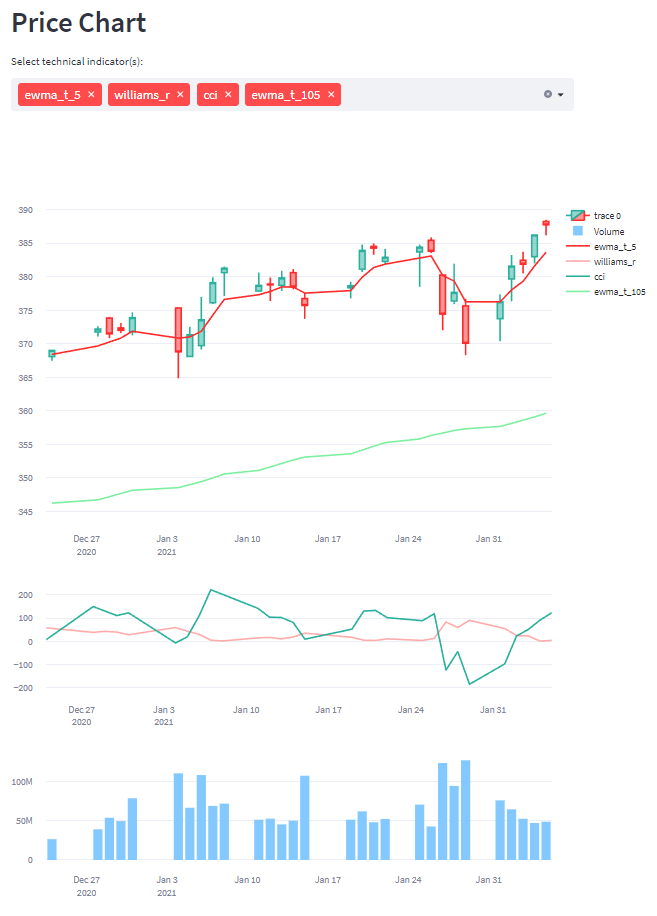 Price Chart
Select technical indicator(s):
ewma_t_5 × williams_r × cci × ewma_t_105 ×
390
385
380
375
370
365
360
355
350
345
Dec 27
2020
Jan 3
2021
Jan 10
Jan 17
Jan 24
Jan 31
trace 0
Volume
ewma_t_5
williams_r
cci
ewma_t_105
200
100
0
−100
−200
Dec 27
2020
Jan 3
2021
Jan 10
Jan 17
Jan 24
Jan 31
100M
50M
0
Dec 27
2020
Jan 3
2021
Jan 10
Jan 17
Jan 24
Jan 31